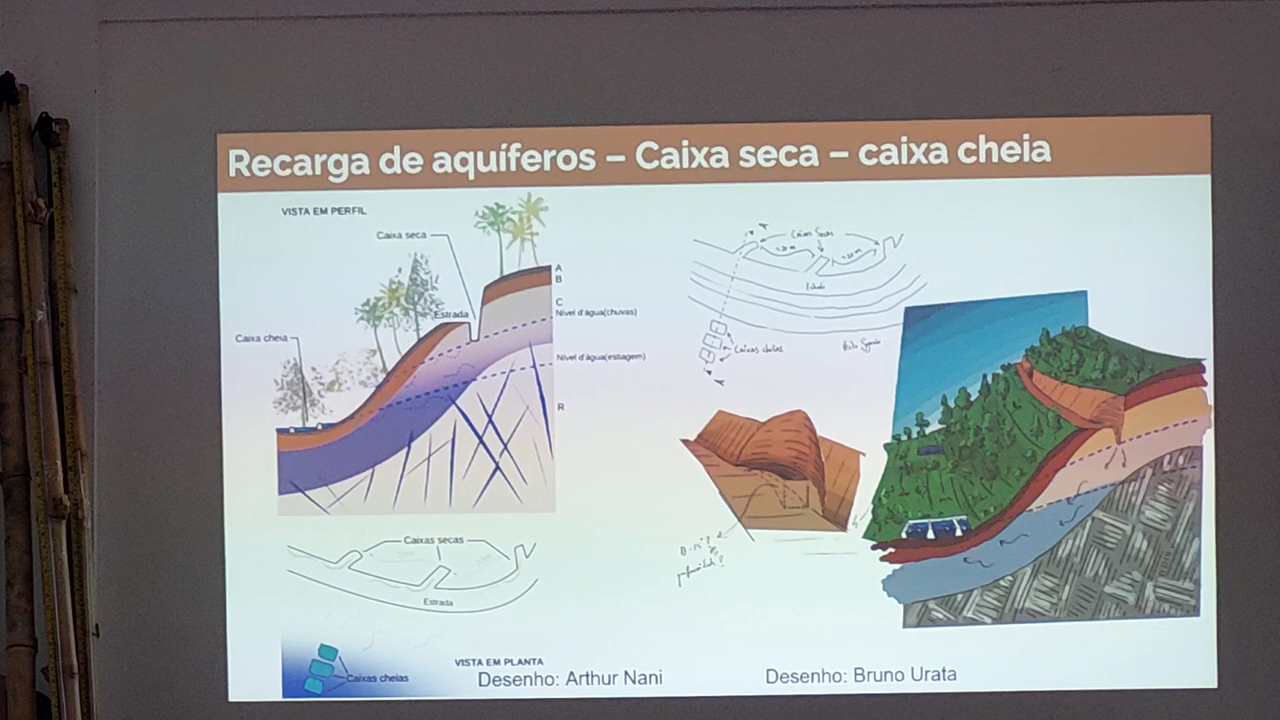 Recarga de aquíferos – Caixa seca – caixa cheia
VISTA EM PERFIL
Caixa seca
A
B
C
Estrada
Nível d'água(chuvas)
Caixa cheia
Nível d'água(estiagem)
R
Caixas secas
Estrada
Caixas cheias
VISTA EM PLANTA
Desenho: Arthur Nani
A
Caixas Secas
Caixas cheias
A
Desenho: Bruno Urata